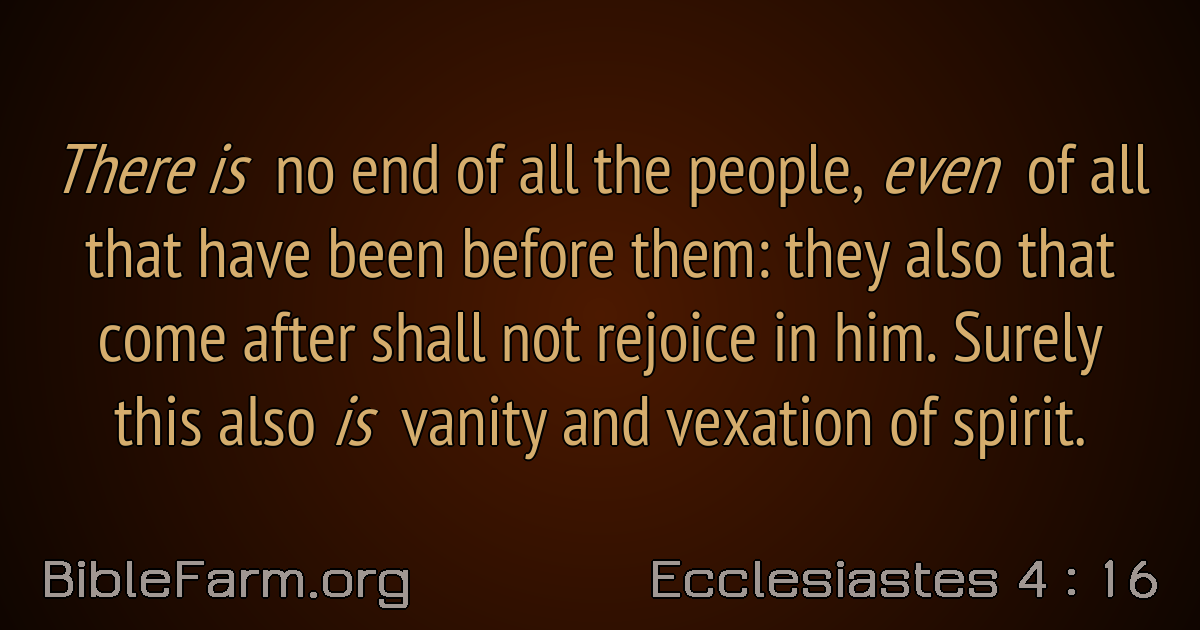 There is no end of all the people, even of all
that have been before them: they also that
come after shall not rejoice in him. Surely
this also is vanity and vexation of spirit.
BibleFarm.org
Ecclesiastes 4 : 16